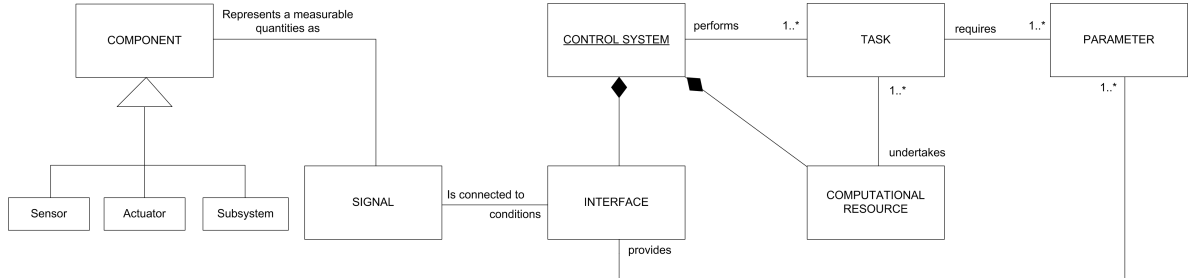 Represents a measurable
quantities as
COMPONENT
CONTROL SYSTEM
performs
1..*
TASK
requires
1..*
PARAMETER
1..*
1..*
undertakes
Sensor
Actuator
Subsystem
SIGNAL
Is connected to
conditions
INTERFACE
COMPUTATIONAL
RESOURCE
provides